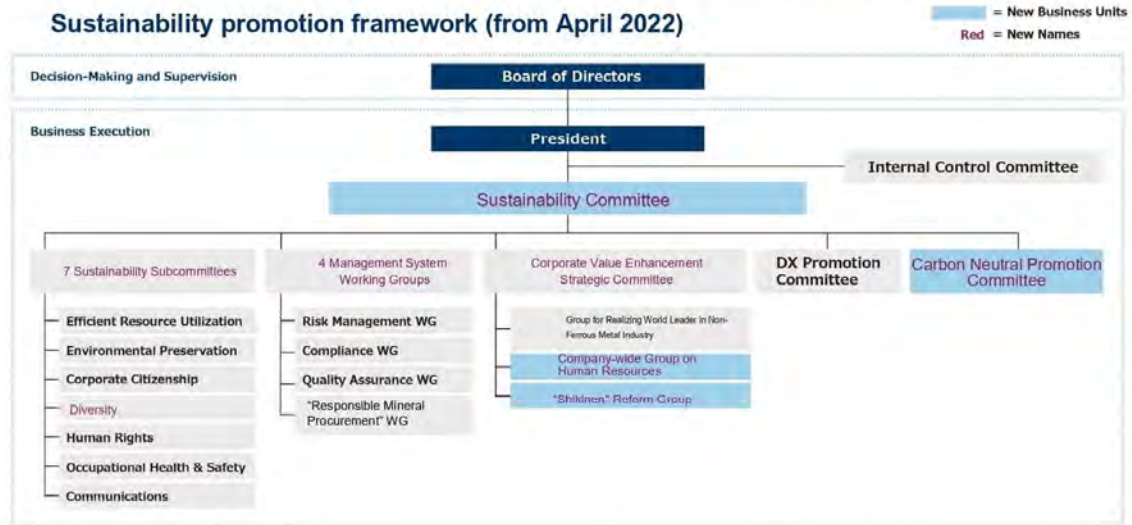 Sustainability promotion framework (from April 2022)
= New Business Units
Red = New Names
Decision-Making and Supervision
Board of Directors
Business Execution
President
Internal Control Committee
Sustainability Committee
7 Sustainability Subcommittees
4 Management System
Working Groups
Corporate Value Enhancement
Strategic Committee
DX Promotion
Committee
Carbon Neutral Promotion
Committee
Efficient Resource Utilization
Environmental Preservation
Corporate Citizenship
Diversity
Human Rights
Occupational Health & Safety
Communications
Risk Management WG
Compliance WG
Quality Assurance WG
"Responsible Mineral
Procurement" WG
Group for Realizing World Leader in Non-
Ferrous Metal Industry
Company-wide Group on
Human Resources
"Shikinen" Reform Group